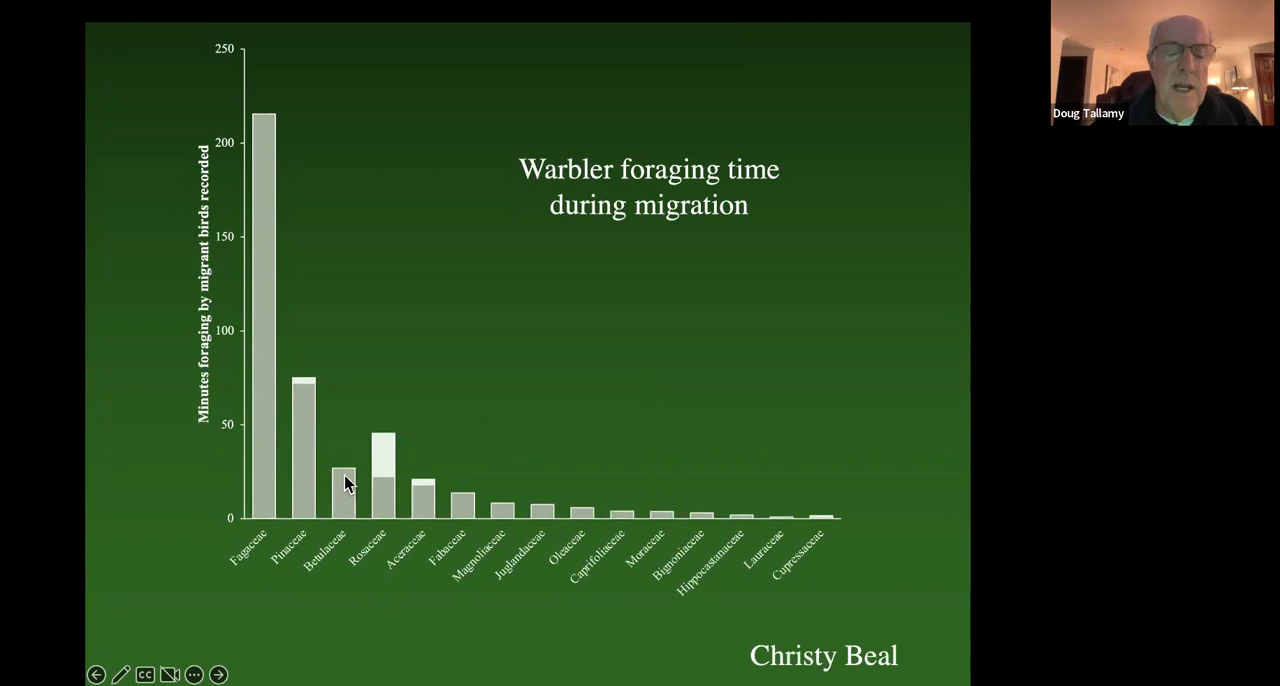 250
200
150
100
50
0
Minutes foraging by migrant birds recorded
Warbler foraging time
during migration
Fagaceae
Pinaceae
Betulaceae
Rosaceae
Aceraceae
Fabaceae
Magnoliaceae
Juglandaceae
Oleaceae
Caprifoliaceae
Moraceae
Bignoniaceae
Hippocastanaceae
Lauraceae
Cupressaceae
Christy Beal
CC
Doug Tallamy